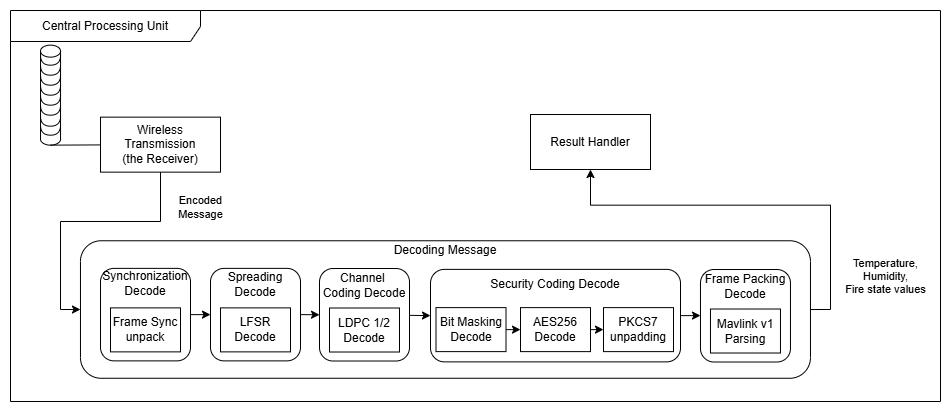 Central Processing Unit
Wireless
Transmission
(the Receiver)
Result Handler
Encoded
Message
Decoding Message
Synchronization
Decode
Frame Sync
unpack
Spreading
Decode
LFSR
Decode
Channel
Coding Decode
LDPC 1/2
Decode
Security Coding Decode
Bit Masking
Decode
AES256
Decode
PKCS7
unpadding
Frame Packing
Decode
Mavlink v1
Parsing
Temperature,
Humidity,
Fire state values